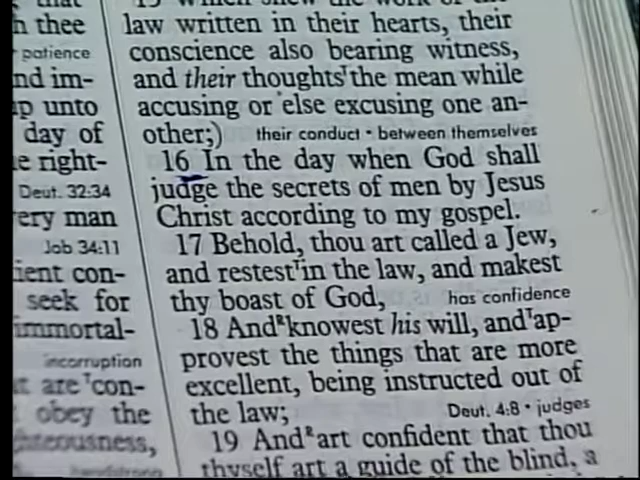 n thee
patience
nd im-
p unto
day of
e right-
Deut. 32:34
ery man
Job 34:11
ient con-
seek for
immortal-
incorruption
t are con-
obey the
hteousness,
law written in their hearts, their
conscience also bearing witness,
and their thoughts the mean while
accusing or else excusing one an-
other;) their conduct • between themselves
16 In the day when God shall
judge the secrets of men by Jesus
Christ according to my gospel.
17 Behold, thou art called a Jew,
and restest in the law, and makest
thy boast of God, has confidence
18 And knowest his will, and ap-
provest the things that are more
excellent, being instructed out of
the law; Deut. 4:8 • judges
19 And art confident that thou
thyself art a guide of the blind, a